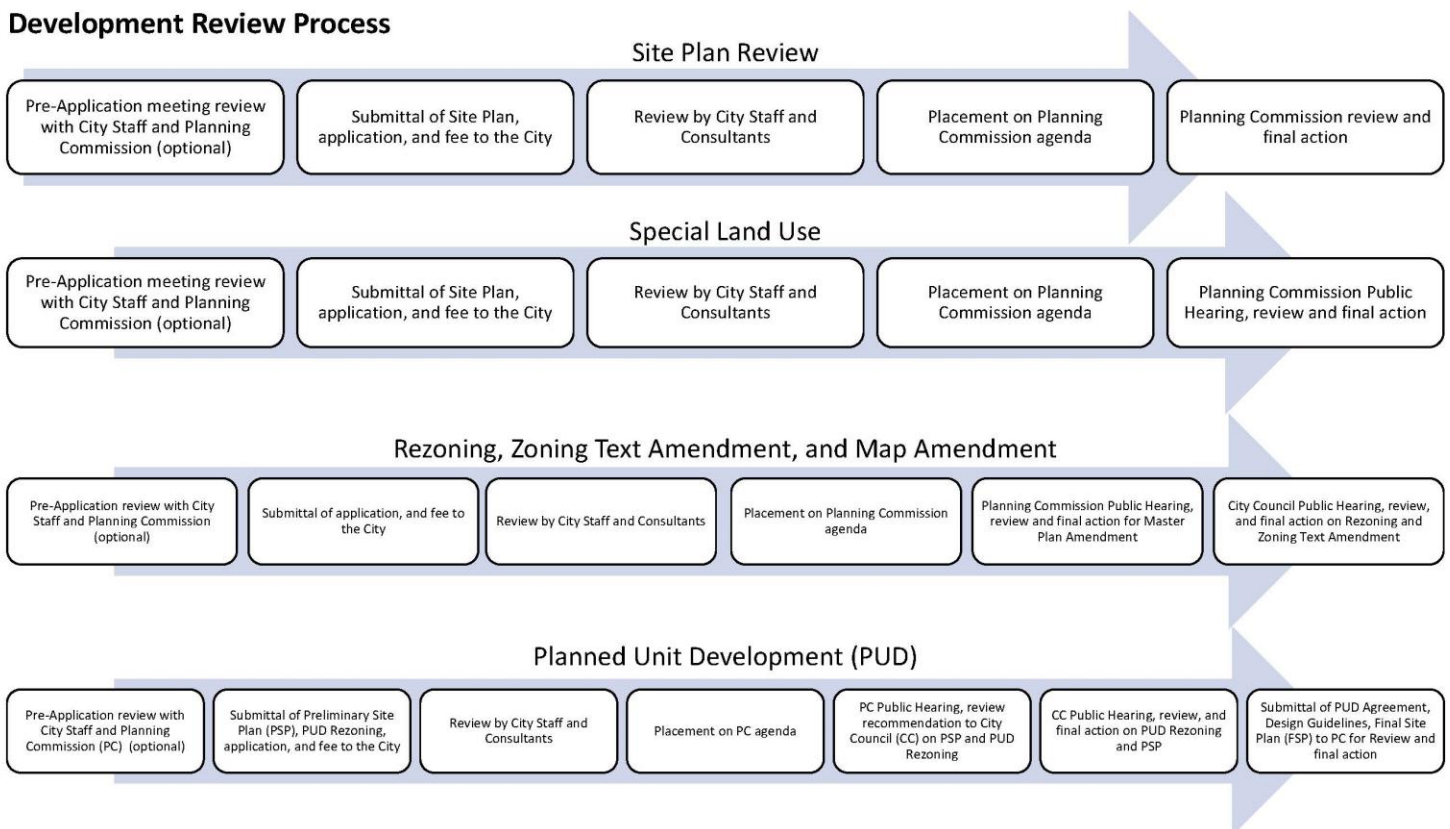 Development Review Process
Site Plan Review
Pre-Application meeting review
with City Staff and Planning
Commission (optional)
Submittal of Site Plan,
application, and fee to the City
Review by City Staff and
Consultants
Placement on Planning
Commission agenda
Planning Commission review and
final action
Special Land Use
Pre-Application meeting review
with City Staff and Planning
Commission (optional)
Submittal of Site Plan,
application, and fee to the City
Review by City Staff and
Consultants
Placement on Planning
Commission agenda
Planning Commission Public
Hearing, review and final action
Rezoning, Zoning Text Amendment, and Map Amendment
Pre-Application review with City
Staff and Planning Commission
(optional)
Submittal of application, and fee to
the City
Review by City Staff and Consultants
Placement on Planning Commission
agenda
Planning Commission Public Hearing,
review and final action for Master
Plan Amendment
City Council Public Hearing, review,
and final action on Rezoning and
Zoning Text Amendment
Planned Unit Development (PUD)
Pre-Application review with
City Staff and Planning
Commission (PC) (optional)
Submittal of Preliminary Site
Plan (PSP), PUD Rezoning,
application, and fee to the City
Review by City Staff and
Consultants
Placement on PC agenda
PC Public Hearing, review
recommendation to City
Council (CC) on PSP and PUD
Rezoning
CC Public Hearing, review, and
final action on PUD Rezoning
and PSP
Submittal of PUD Agreement,
Design Guidelines, Final Site
Plan (FSP) to PC for Review and
final action